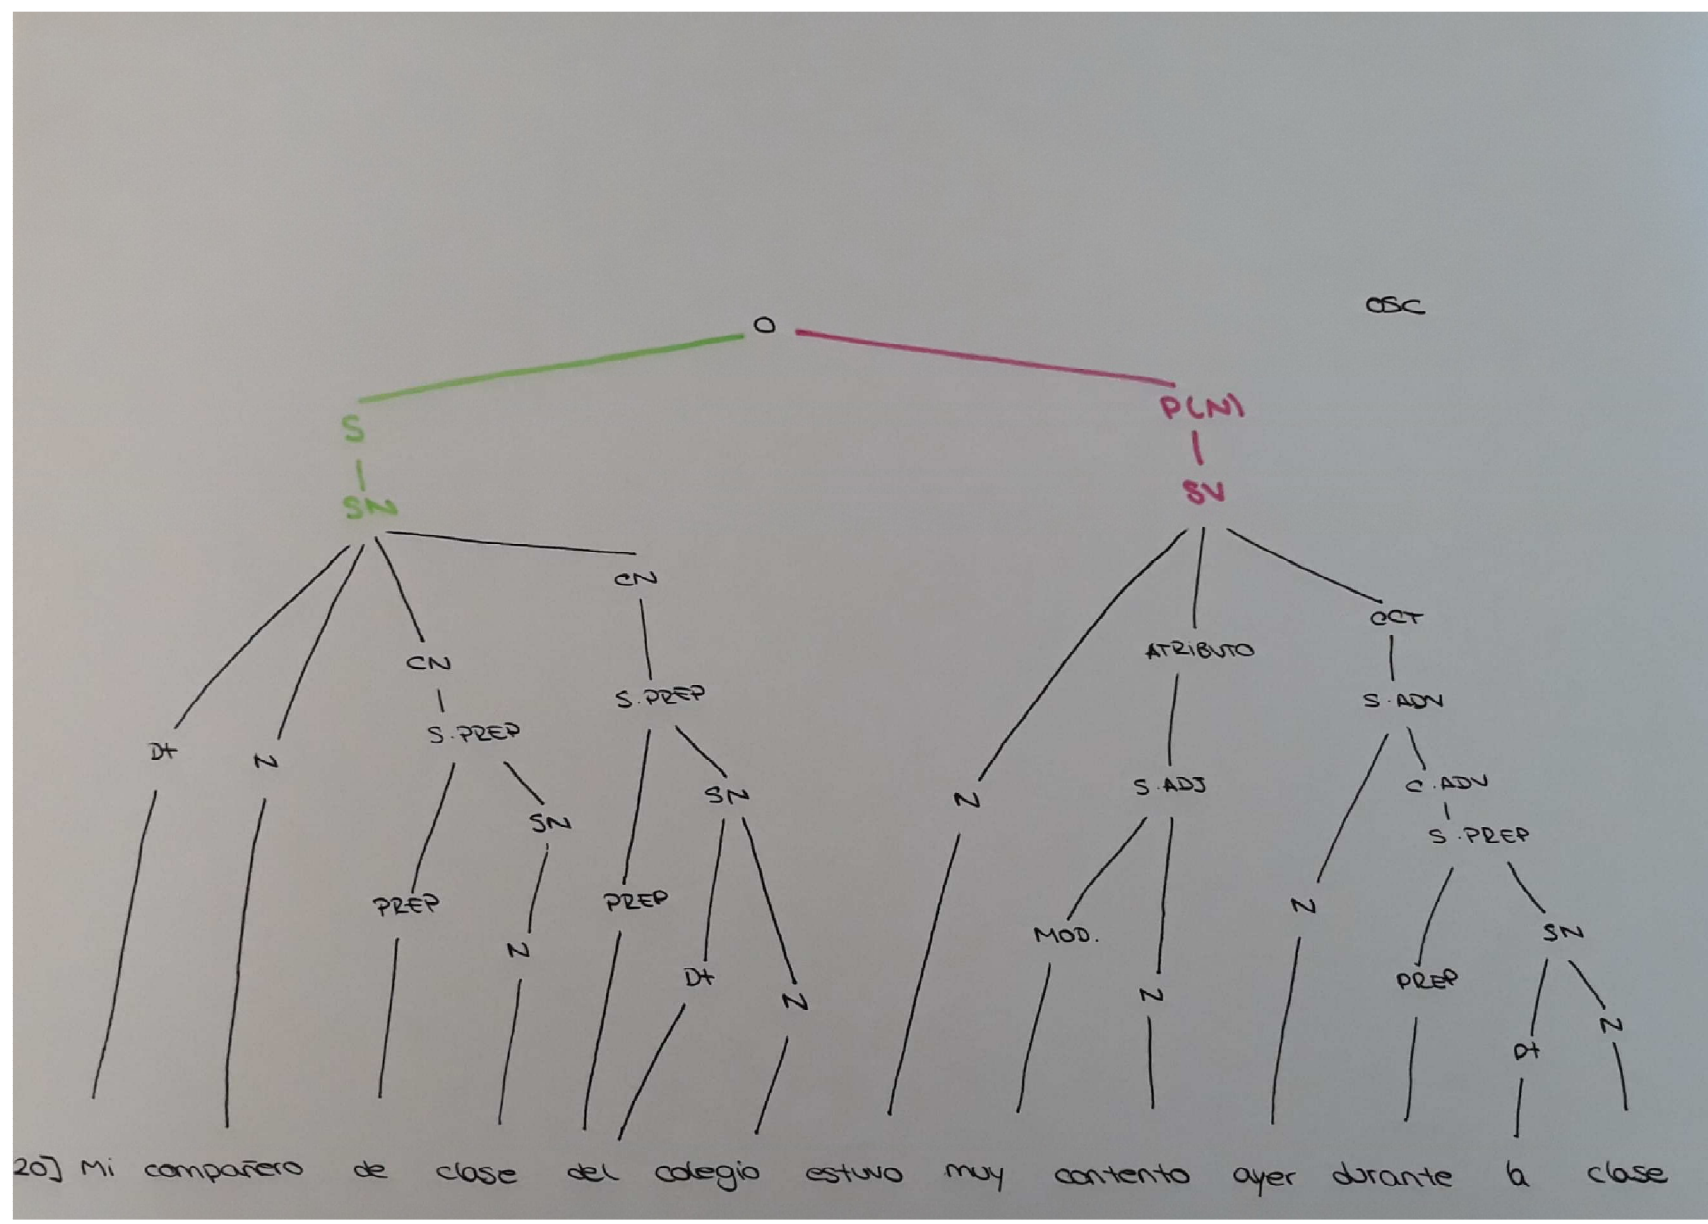 OSC
O
S P(N)
SN SV
CN
CCT
CN ATRIBUTO
S.PREP S.ADV
Dt N S.PREP
SN N S.ADJ C.ADV
SN S.PREP
PREP PREP N
N MOD. SN
Dt N N PREP
N
Dt
20] Mi compañero de clase del colegio estuvo muy contento ayer durante la clase